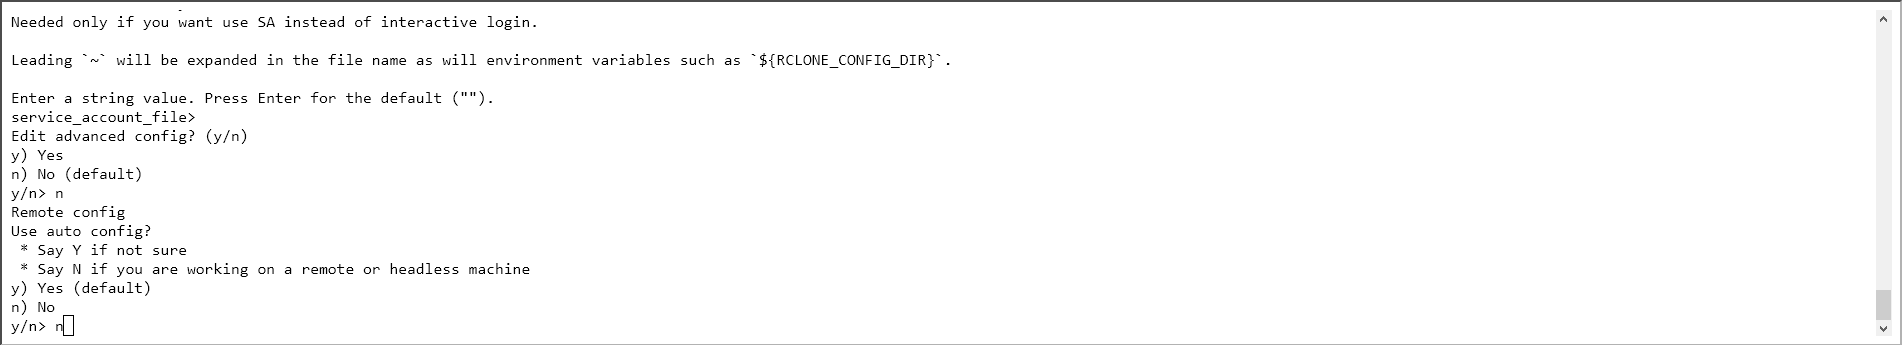 Needed only if you want use SA instead of interactive login.
Leading `~` will be expanded in the file name as will environment variables such as `${RCLONE_CONFIG_DIR}`.
Enter a string value. Press Enter for the default ("").
service_account_file>
Edit advanced config? (y/n)
y) Yes
n) No (default)
y/n> n
Remote config
Use auto config?
 * Say Y if not sure
 * Say N if you are working on a remote or headless machine
y) Yes (default)
n) No
y/n> n